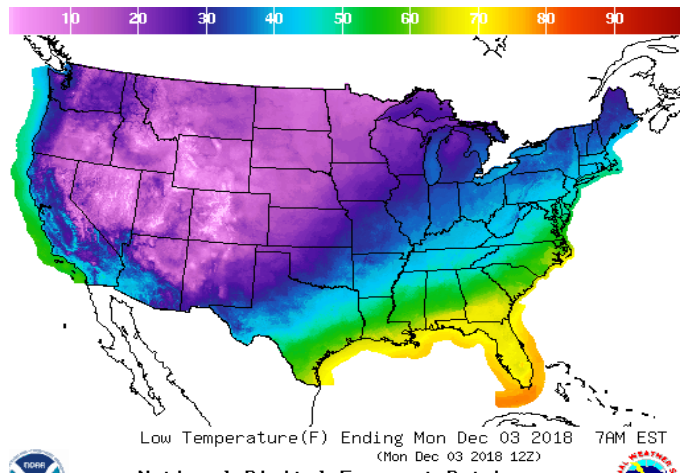 10 20 30 40 50 60 70 80 90
Low Temperature(F) Ending Mon Dec 03 2018 7AM EST
(Mon Dec 03 2018 12Z)
NOAA